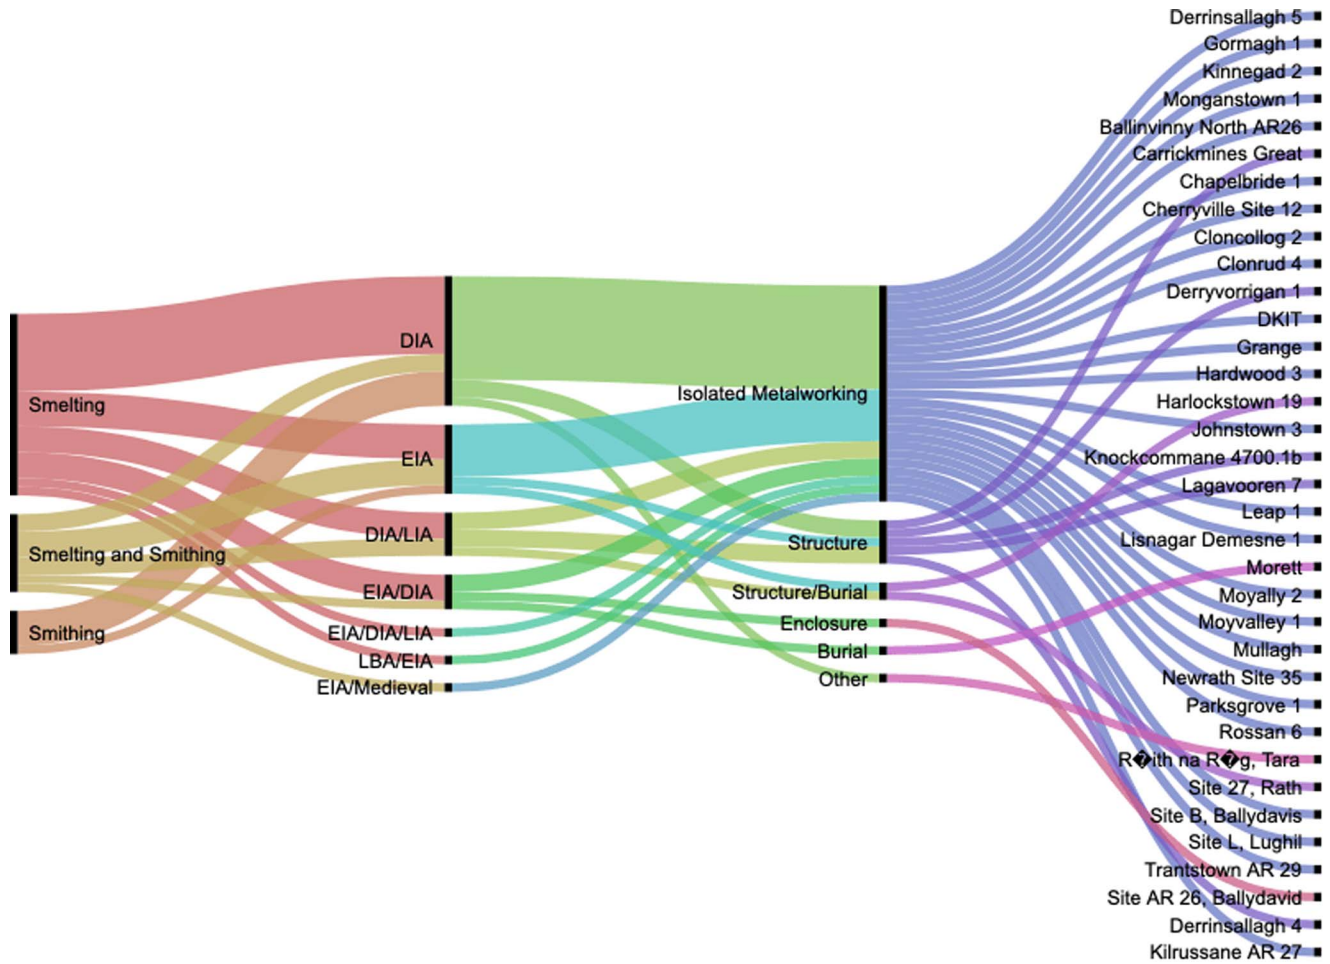 Smelting
Smelting and Smithing
Smithing
DIA
EIA
DIA/LIA
EIA/DIA
EIA/DIA/LIA
LBA/EIA
EIA/Medieval
Isolated Metalworking
Structure
Structure/Burial
Enclosure
Burial
Other
Derrinsallagh 5
Gormagh 1
Kinnegad 2
Monganstown 1
Ballinvinny North AR26
Carrickmines Great
Chapelbride 1
Cherryville Site 12
Cloncollog 2
Clonrud 4
Derryvorrigan 1
DKIT
Grange
Hardwood 3
Harlockstown 19
Johnstown 3
Knockcommane 4700.1b
Lagavooren 7
Leap 1
Lisnagar Demesne 1
Morett
Moyally 2
Moyvalley 1
Mullagh
Newrath Site 35
Parksgrove 1
Rossan 6
R�ith na R�g, Tara
Site 27, Rath
Site B, Ballydavis
Site L, Lughil
Trantstown AR 29
Site AR 26, Ballydavid
Derrinsallagh 4
Kilrussane AR 27